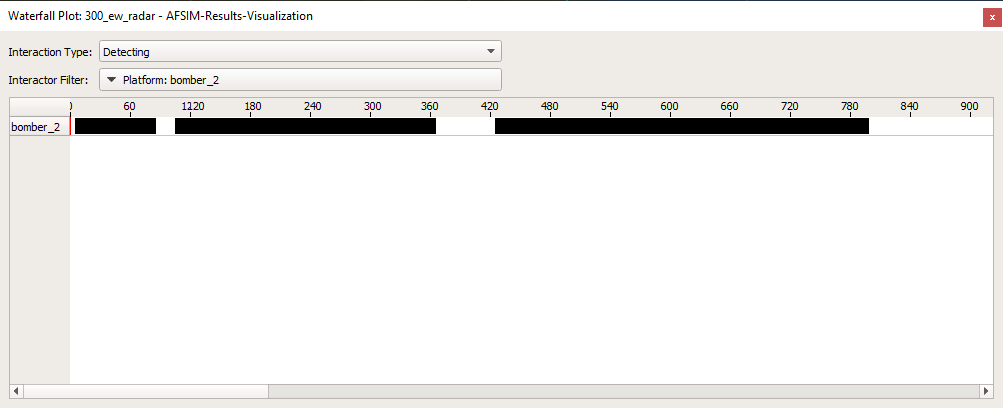 Waterfall Plot: 300_ew_radar - AFSIM-Results-Visualization x
Interaction Type: Detecting
Interactor Filter: Platform: bomber_2
0 60 1120 180 240 300 360 420 480 540 600 660 720 780 840 900
bomber_2